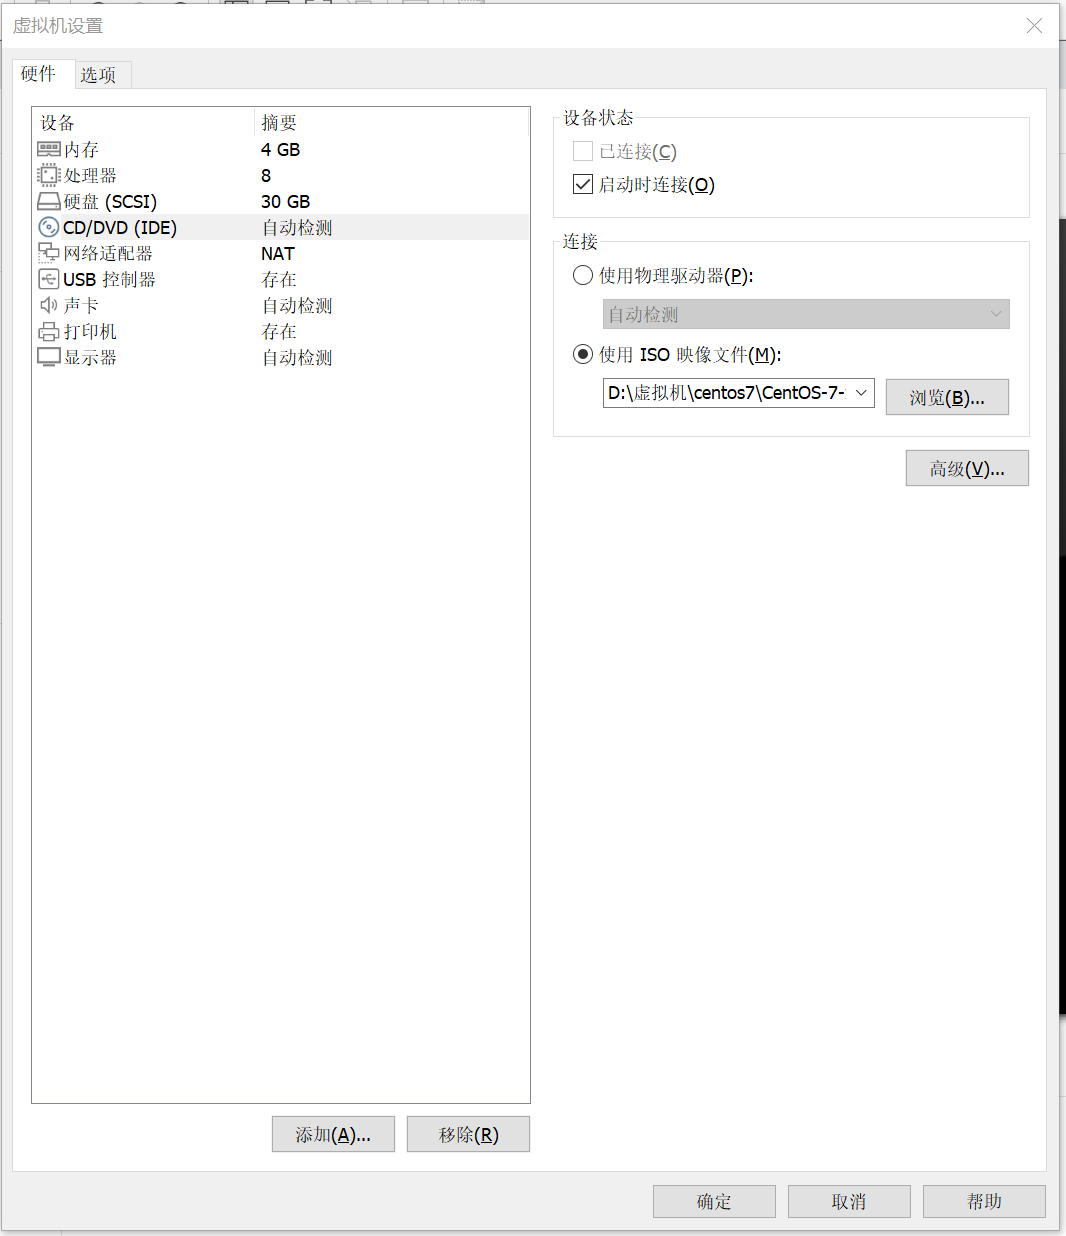 虚拟机设置
硬件 选项
设备 摘要
内存 4 GB
处理器 8
硬盘 (SCSI) 30 GB
CD/DVD (IDE) 自动检测
网络适配器 NAT
USB 控制器 存在
声卡 自动检测
打印机 存在
显示器 自动检测
添加(A)... 移除(R)
设备状态
已连接(C)
启动时连接(O)
连接
使用物理驱动器(P):
自动检测
使用 ISO 映像文件(M):
D:\虚拟机\centos7\CentOS-7-
浏览(B)...
高级(V)...
确定 取消 帮助